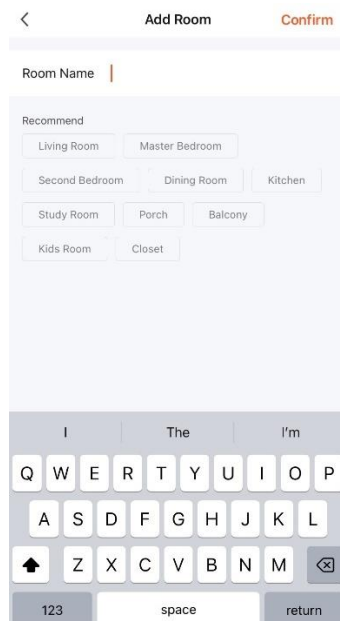 Add Room Confirm
Room Name
Recommend
Living Room Master Bedroom
Second Bedroom Dining Room Kitchen
Study Room Porch Balcony
Kids Room Closet
I The I'm
Q W E R T Y U I O P
A S D F G H J K L
Z X C V B N M
123 space return